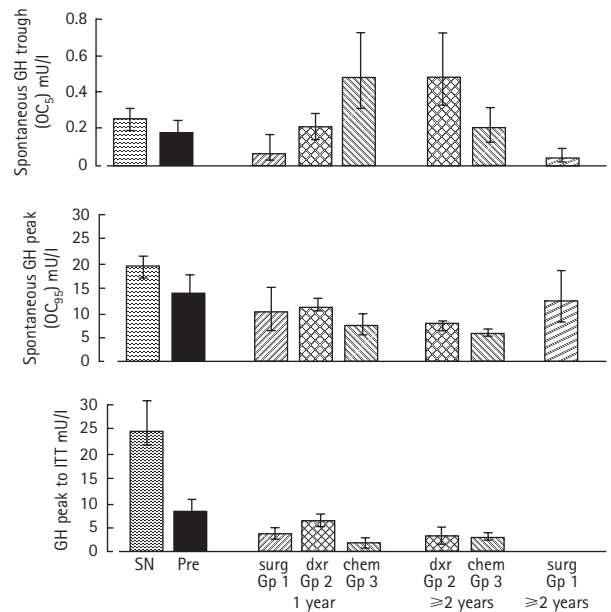 Spontaneous GH trough
(OC5) mU/l
0.8
0.6
0.4
0.2
0
Spontaneous GH peak
(OC95) mU/l
30
25
20
15
10
5
0
GH peak to ITT mU/l
30
25
20
15
10
5
0
SN Pre surg dxr chem dxr chem surg
Gp 1 Gp 2 Gp 3 Gp 2 Gp 3 Gp 1
1 year ⩾2 years ⩾2 years